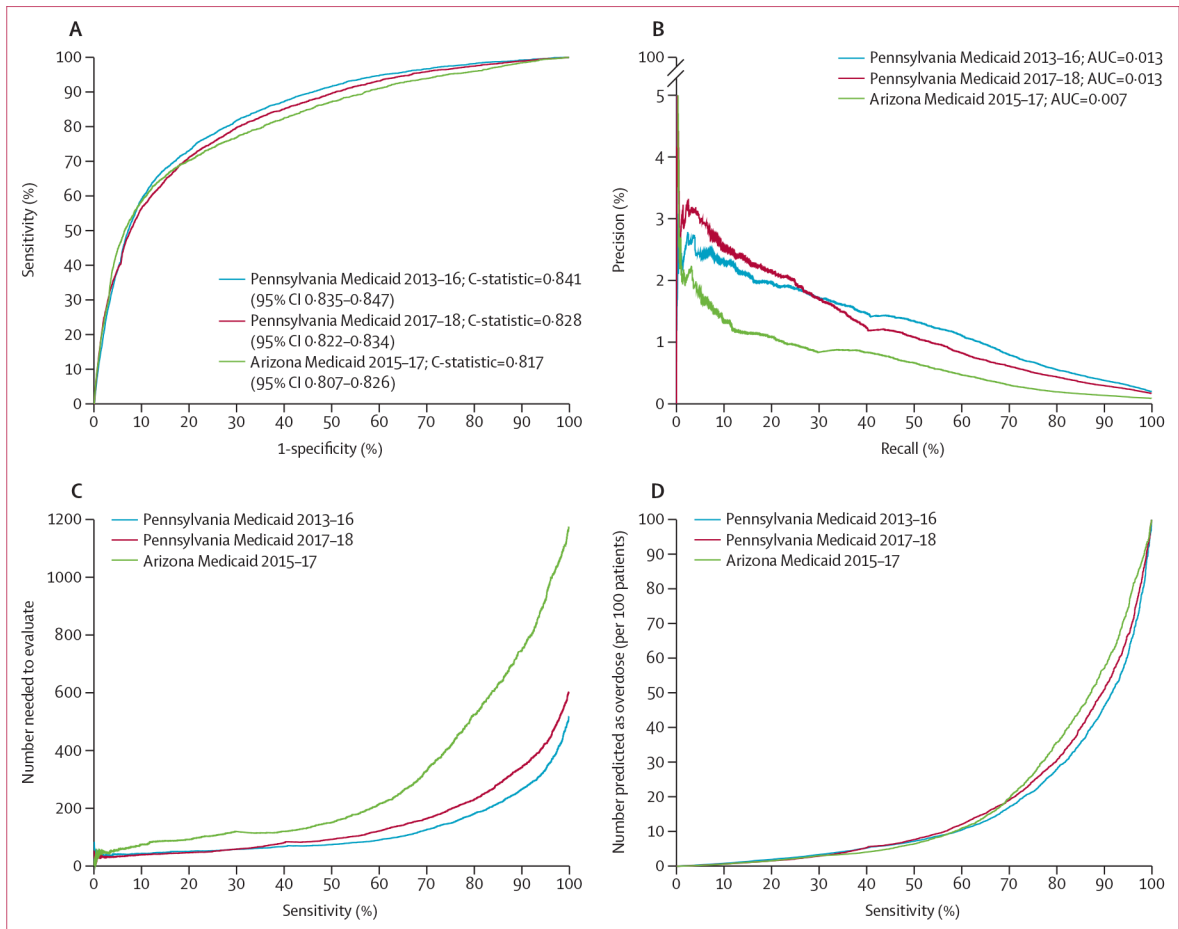 A
100
90
80
70
60
50
40
30
20
10
0
Sensitivity (%)
0 10 20 30 40 50 60 70 80 90 100
1-specificity (%)
Pennsylvania Medicaid 2013–16; C-statistic=0·841
(95% CI 0·835–0·847)
Pennsylvania Medicaid 2017–18; C-statistic=0·828
(95% CI 0·822–0·834)
Arizona Medicaid 2015–17; C-statistic=0·817
(95% CI 0·807–0·826)
B
100
5
4
3
2
1
0
Precision (%)
0 10 20 30 40 50 60 70 80 90 100
Recall (%)
Pennsylvania Medicaid 2013–16; AUC=0·013
Pennsylvania Medicaid 2017–18; AUC=0·013
Arizona Medicaid 2015–17; AUC=0·007
C
1200
1000
800
600
400
200
0
Number needed to evaluate
0 10 20 30 40 50 60 70 80 90 100
Sensitivity (%)
Pennsylvania Medicaid 2013–16
Pennsylvania Medicaid 2017–18
Arizona Medicaid 2015–17
D
100
90
80
70
60
50
40
30
20
10
0
Number predicted as overdose (per 100 patients)
0 10 20 30 40 50 60 70 80 90 100
Sensitivity (%)
Pennsylvania Medicaid 2013–16
Pennsylvania Medicaid 2017–18
Arizona Medicaid 2015–17